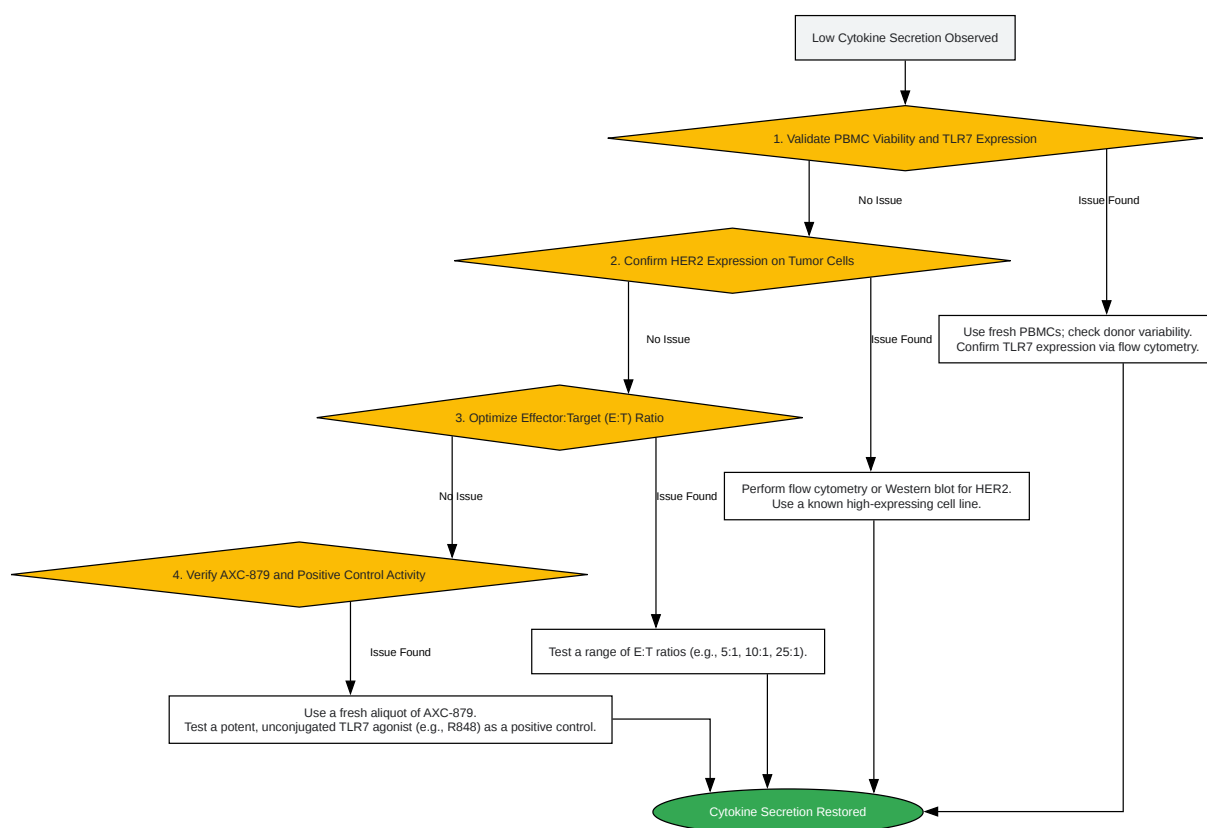 Low Cytokine Secretion Observed
1. Validate PBMC Viability and TLR7 Expression
No Issue
Issue Found
2. Confirm HER2 Expression on Tumor Cells
Use fresh PBMCs; check donor variability.
Confirm TLR7 expression via flow cytometry.
No Issue
Issue Found
3. Optimize Effector:Target (E:T) Ratio
Perform flow cytometry or Western blot for HER2.
Use a known high-expressing cell line.
No Issue
Issue Found
4. Verify AXC-879 and Positive Control Activity
Test a range of E:T ratios (e.g., 5:1, 10:1, 25:1).
Issue Found
Use a fresh aliquot of AXC-879.
Test a potent, unconjugated TLR7 agonist (e.g., R848) as a positive control.
Cytokine Secretion Restored